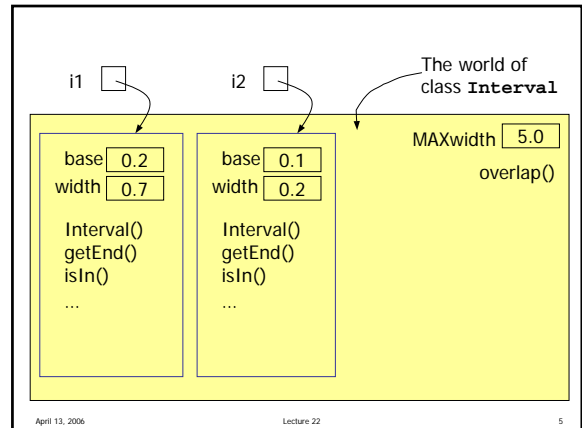 i1
i2
The world of
class Interval
MAXwidth 5.0
overlap()
base 0.2
width 0.7
Interval()
getEnd()
isIn()
...
base 0.1
width 0.2
Interval()
getEnd()
isIn()
...
April 13, 2006
Lecture 22
5